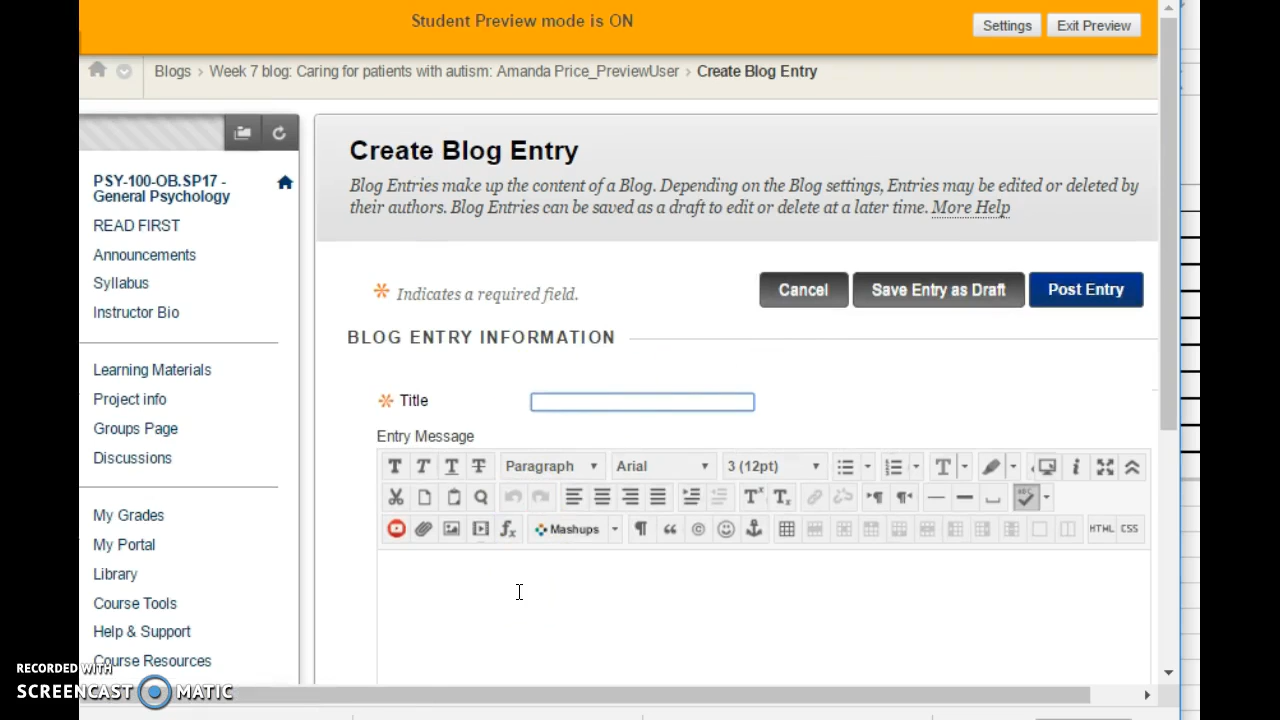 Student Preview mode is ON
Settings
Exit Preview
Blogs › Week 7 blog: Caring for patients with autism: Amanda Price_PreviewUser › Create Blog Entry
PSY-100-OB.SP17 -
General Psychology
READ FIRST
Announcements
Syllabus
Instructor Bio
Learning Materials
Project info
Groups Page
Discussions
My Grades
My Portal
Library
Course Tools
Help & Support
Course Resources
Create Blog Entry
Blog Entries make up the content of a Blog. Depending on the Blog settings, Entries may be edited or deleted by
their authors. Blog Entries can be saved as a draft to edit or delete at a later time. More Help
Indicates a required field.
Cancel
Save Entry as Draft
Post Entry
BLOG ENTRY INFORMATION
Title
Entry Message
T T T T Paragraph Arial 3 (12pt) T
T T
fx Mashups HTML CSS
RECORDED WITH
SCREENCAST MATIC